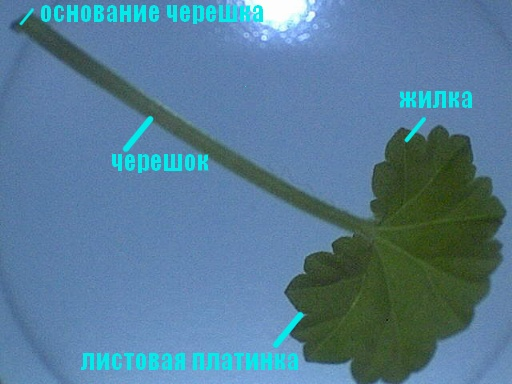 основание черешка
жилка
черешок
листовая платинка